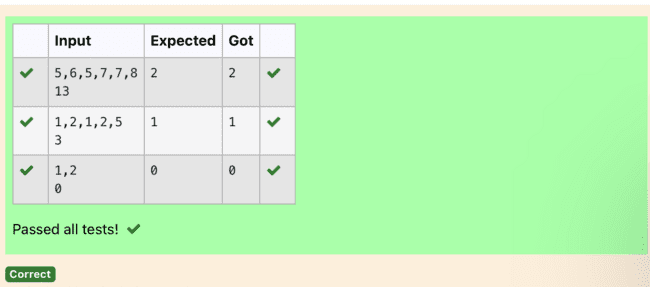 Input Expected Got
5,6,5,7,7,8 2 2
13
1,2,1,2,5 1 1
3
1,2 0 0
0
Passed all tests!
Correct